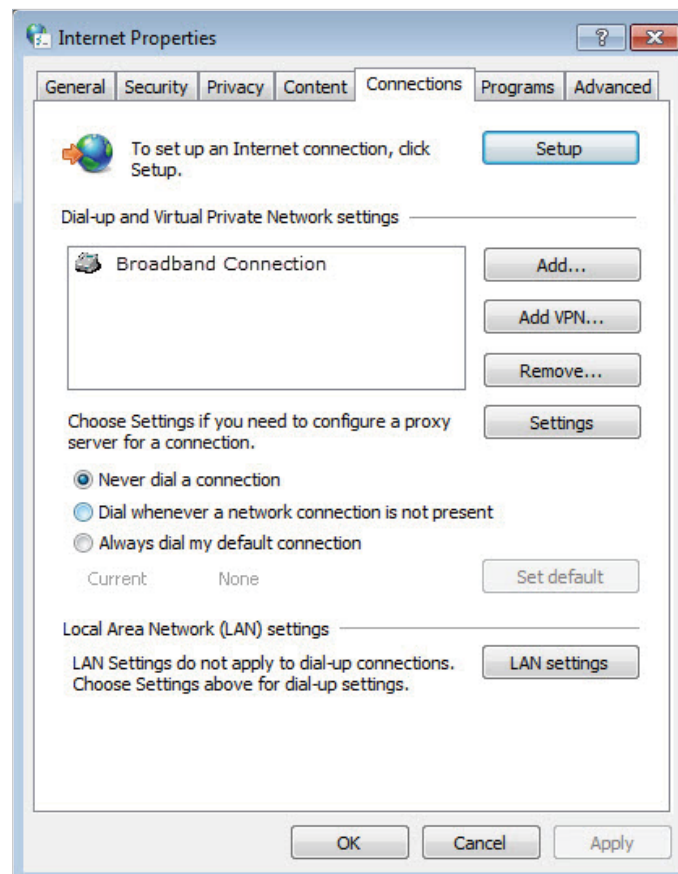 Internet Properties
General Security Privacy Content Connections Programs Advanced
To set up an Internet connection, click
Setup.
Setup
Dial-up and Virtual Private Network settings
Broadband Connection
Add...
Add VPN...
Remove...
Choose Settings if you need to configure a proxy
server for a connection.
Settings
Never dial a connection
Dial whenever a network connection is not present
Always dial my default connection
Current None
Set default
Local Area Network (LAN) settings
LAN Settings do not apply to dial-up connections.
Choose Settings above for dial-up settings.
LAN settings
OK Cancel Apply